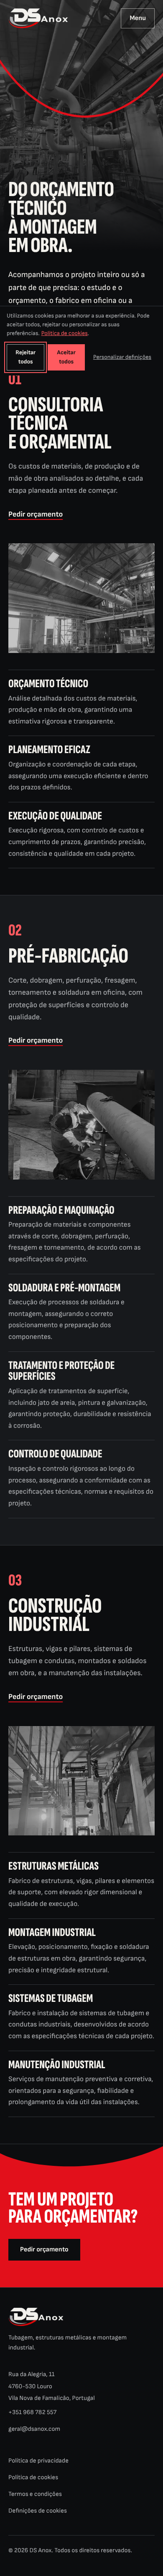 DS Anox
Menu
DO ORÇAMENTO
TÉCNICO
À MONTAGEM
EM OBRA.
Acompanhamos o projeto inteiro ou só a
parte de que precisa: o estudo e o
orçamento, o fabrico em oficina ou a
Utilizamos cookies para melhorar a sua experiência. Pode
aceitar todos, rejeitar ou personalizar as suas
preferências. Política de cookies.
Rejeitar
todos
Aceitar
todos
Personalizar definições
01
CONSULTORIA
TÉCNICA
E ORÇAMENTAL
Os custos de materiais, de produção e de
mão de obra analisados ao detalhe, e cada
etapa planeada antes de começar.
Pedir orçamento
ORÇAMENTO TÉCNICO
Análise detalhada dos custos de materiais,
produção e mão de obra, garantindo uma
estimativa rigorosa e transparente.
PLANEAMENTO EFICAZ
Organização e coordenação de cada etapa,
assegurando uma execução eficiente e dentro
dos prazos definidos.
EXECUÇÃO DE QUALIDADE
Execução rigorosa, com controlo de custos e
cumprimento de prazos, garantindo precisão,
consistência e qualidade em cada projeto.
02
PRÉ-FABRICAÇÃO
Corte, dobragem, perfuração, fresagem,
torneamento e soldadura em oficina, com
proteção de superfícies e controlo de
qualidade.
Pedir orçamento
PREPARAÇÃO E MAQUINAÇÃO
Preparação de materiais e componentes
através de corte, dobragem, perfuração,
fresagem e torneamento, de acordo com as
especificações do projeto.
SOLDADURA E PRÉ-MONTAGEM
Execução de processos de soldadura e
montagem, assegurando o correto
posicionamento e preparação dos
componentes.
TRATAMENTO E PROTEÇÃO DE
SUPERFÍCIES
Aplicação de tratamentos de superfície,
incluindo jato de areia, pintura e galvanização,
garantindo proteção, durabilidade e resistência
à corrosão.
CONTROLO DE QUALIDADE
Inspeção e controlo rigorosos ao longo do
processo, assegurando a conformidade com as
especificações técnicas, normas e requisitos do
projeto.
03
CONSTRUÇÃO
INDUSTRIAL
Estruturas, vigas e pilares, sistemas de
tubagem e condutas, montados e soldados
em obra, e a manutenção das instalações.
Pedir orçamento
ESTRUTURAS METÁLICAS
Fabrico de estruturas, vigas, pilares e elementos
de suporte, com elevado rigor dimensional e
qualidade de execução.
MONTAGEM INDUSTRIAL
Elevação, posicionamento, fixação e soldadura
de estruturas em obra, garantindo segurança,
precisão e integridade estrutural.
SISTEMAS DE TUBAGEM
Fabrico e instalação de sistemas de tubagem e
condutas industriais, desenvolvidos de acordo
com as especificações técnicas de cada projeto.
MANUTENÇÃO INDUSTRIAL
Serviços de manutenção preventiva e corretiva,
orientados para a segurança, fiabilidade e
prolongamento da vida útil das instalações.
TEM UM PROJETO
PARA ORÇAMENTAR?
Pedir orçamento
DS Anox
Tubagem, estruturas metálicas e montagem
industrial.
Rua da Alegria, 11
4760-530 Louro
Vila Nova de Famalicão, Portugal
+351 968 782 557
geral@dsanox.com
Política de privacidade
Política de cookies
Termos e condições
Definições de cookies
© 2026 DS Anox. Todos os direitos reservados.